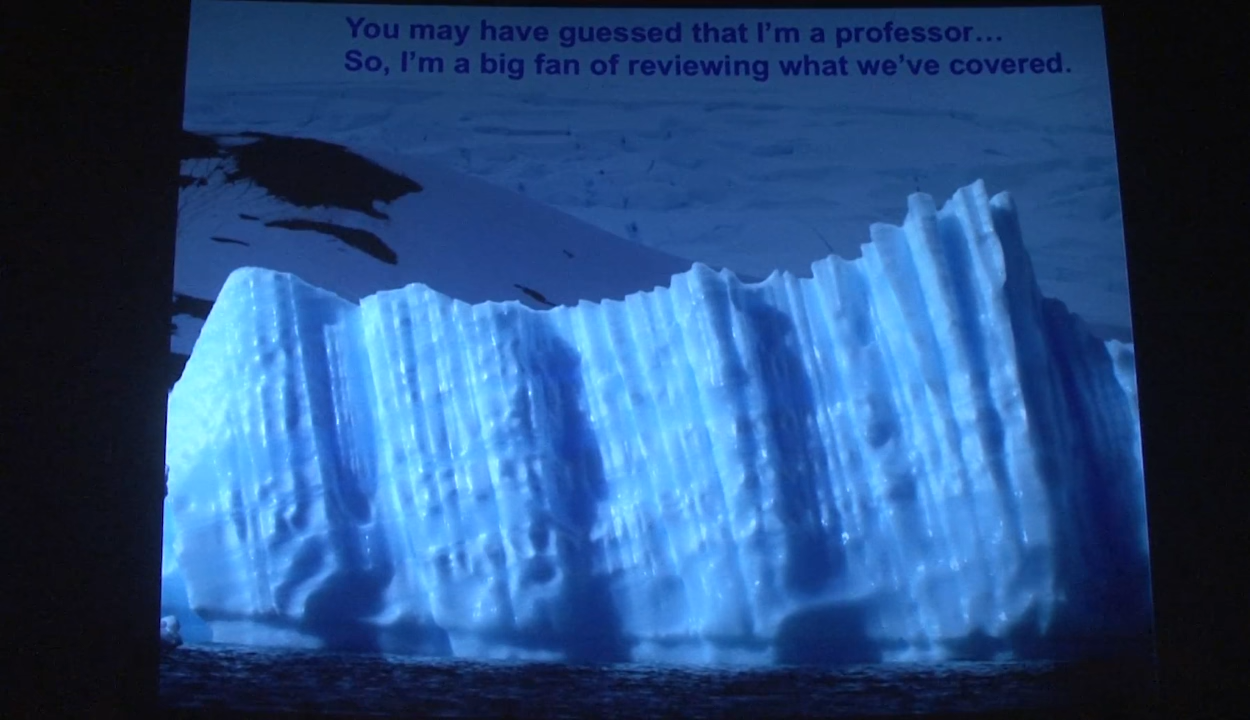 You may have guessed that I'm a professor…
So, I'm a big fan of reviewing what we've covered.